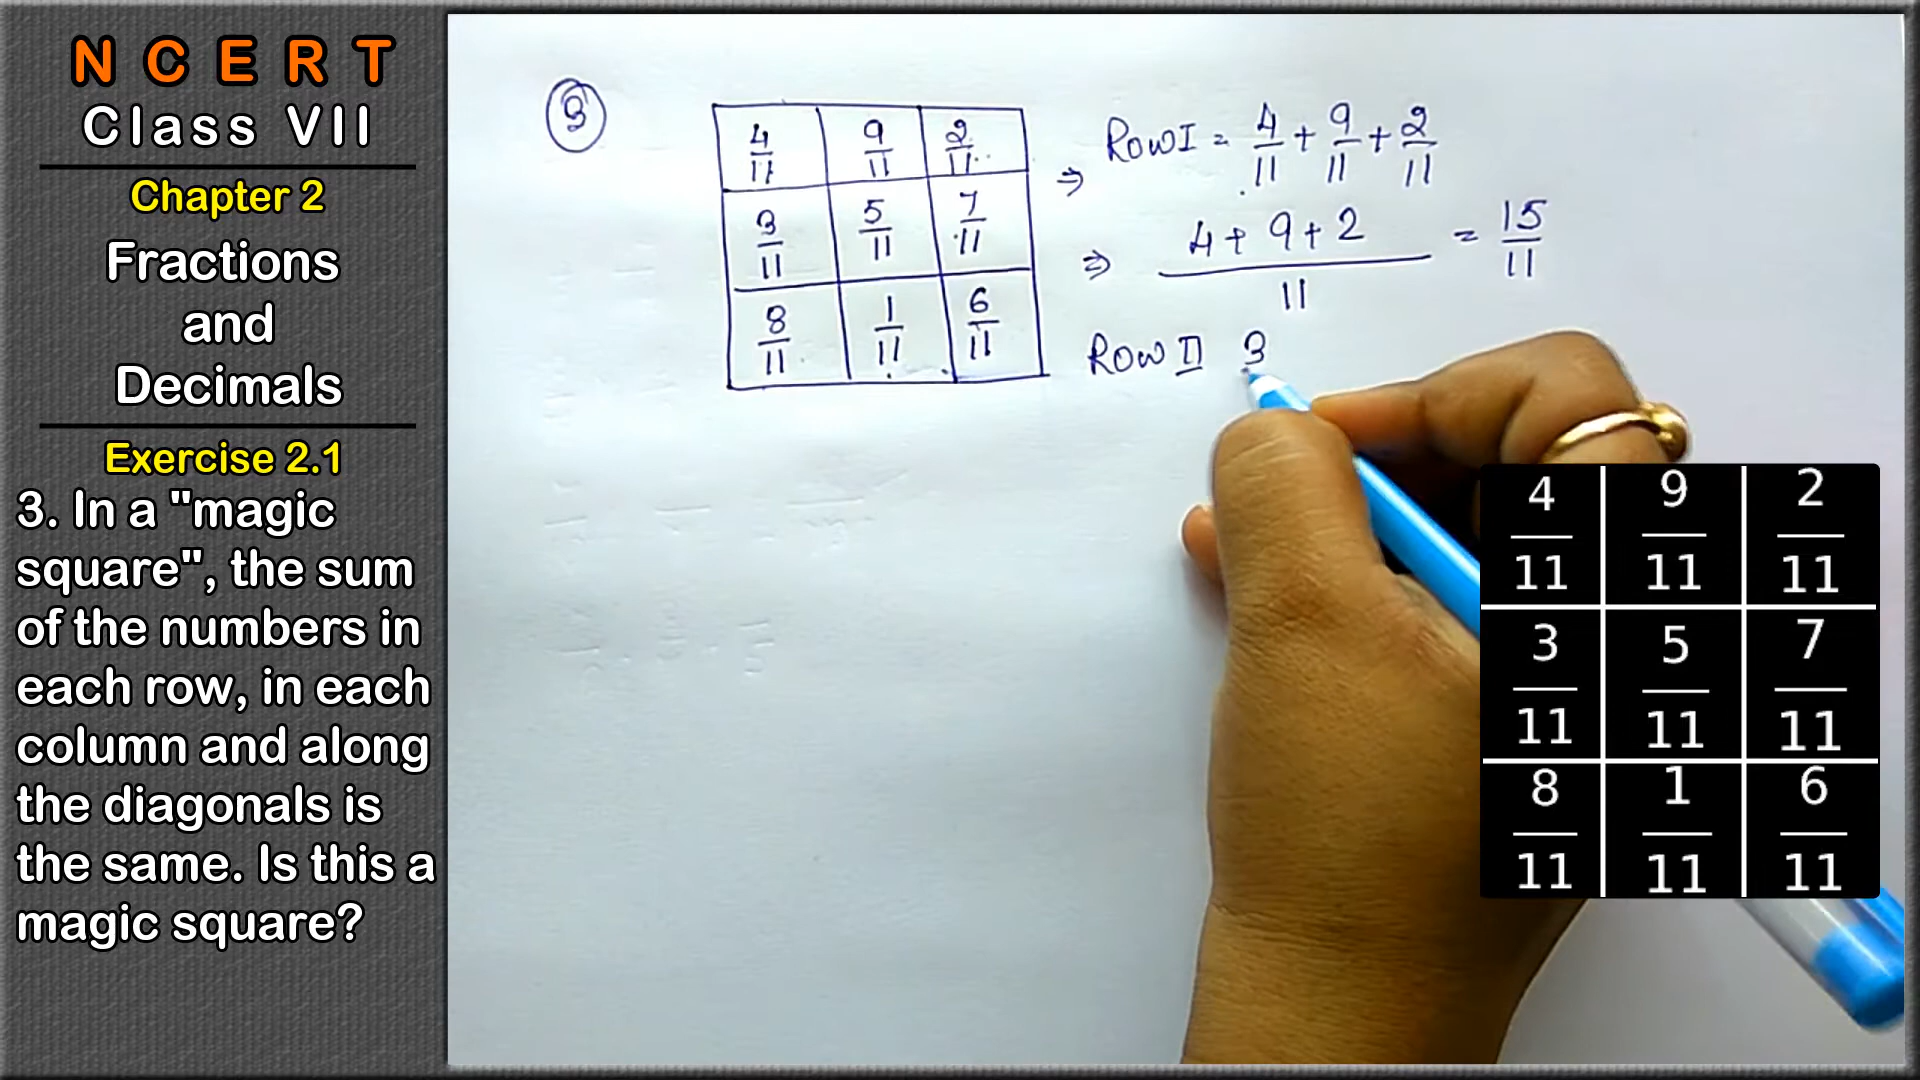 N C E R T
Class VII
Chapter 2
Fractions
and
Decimals
Exercise 2.1
3. In a "magic
square", the sum
of the numbers in
each row, in each
column and along
the diagonals is
the same. Is this a
magic square?
3
4/11 9/11 2/11
3/11 5/11 7/11
8/11 1/11 6/11
⇒ Row I = 4/11 + 9/11 + 2/11
⇒ 4+9+2/11 = 15/11
Row II 3
4/11 9/11 2/11
3/11 5/11 7/11
8/11 1/11 6/11